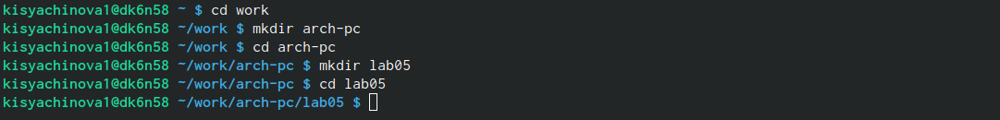 kisyachinova1@dk6n58 ~ $ cd work
kisyachinova1@dk6n58 ~/work $ mkdir arch-pc
kisyachinova1@dk6n58 ~/work $ cd arch-pc
kisyachinova1@dk6n58 ~/work/arch-pc $ mkdir lab05
kisyachinova1@dk6n58 ~/work/arch-pc $ cd lab05
kisyachinova1@dk6n58 ~/work/arch-pc/lab05 $